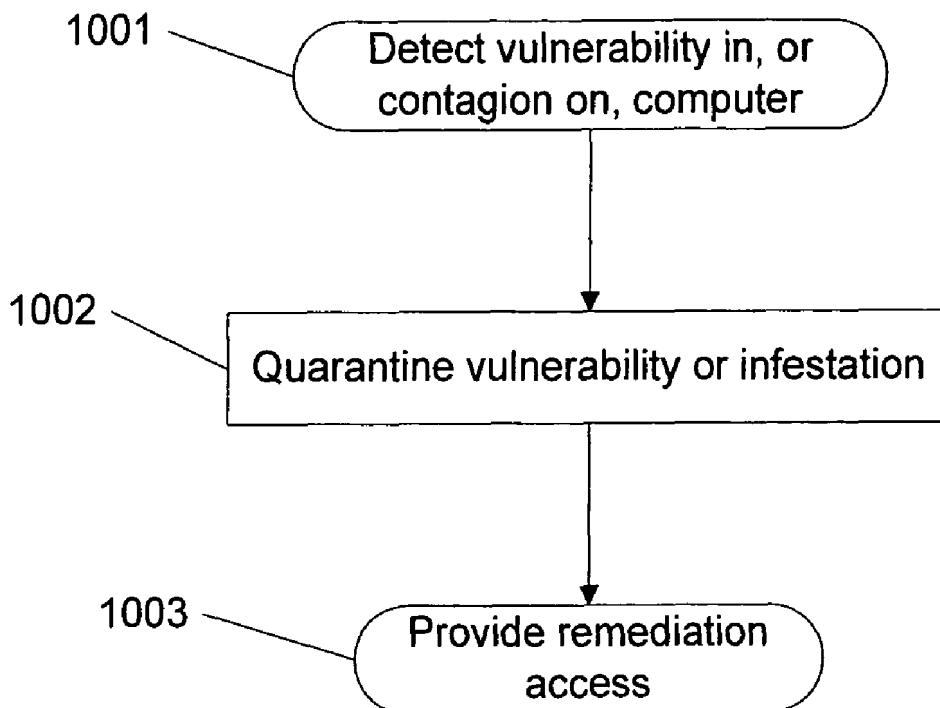 1001
Detect vulnerability in, or
contagion on, computer
1002
Quarantine vulnerability or infestation
1003
Provide remediation
access